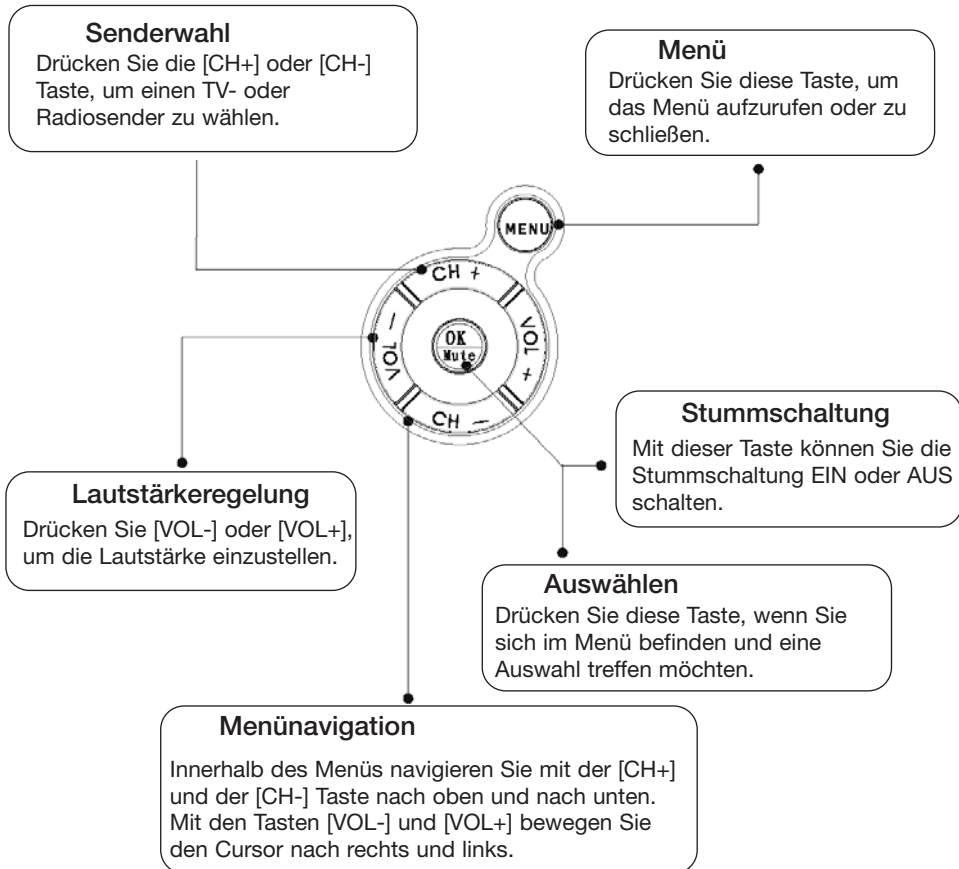 Senderwahl
Drücken Sie die [CH+] oder [CH-]
Taste, um einen TV- oder
Radiosender zu wählen.
Menü
Drücken Sie diese Taste, um
das Menü aufzurufen oder zu
schließen.
MENU
CH +
VOL -
OK
Mute
VOL +
CH -
Stummschaltung
Mit dieser Taste können Sie die
Stummschaltung EIN oder AUS
schalten.
Lautstärkeregelung
Drücken Sie [VOL-] oder [VOL+],
um die Lautstärke einzustellen.
Auswählen
Drücken Sie diese Taste, wenn Sie
sich im Menü befinden und eine
Auswahl treffen möchten.
Menünavigation
Innerhalb des Menüs navigieren Sie mit der [CH+]
und der [CH-] Taste nach oben und nach unten.
Mit den Tasten [VOL-] und [VOL+] bewegen Sie
den Cursor nach rechts und links.